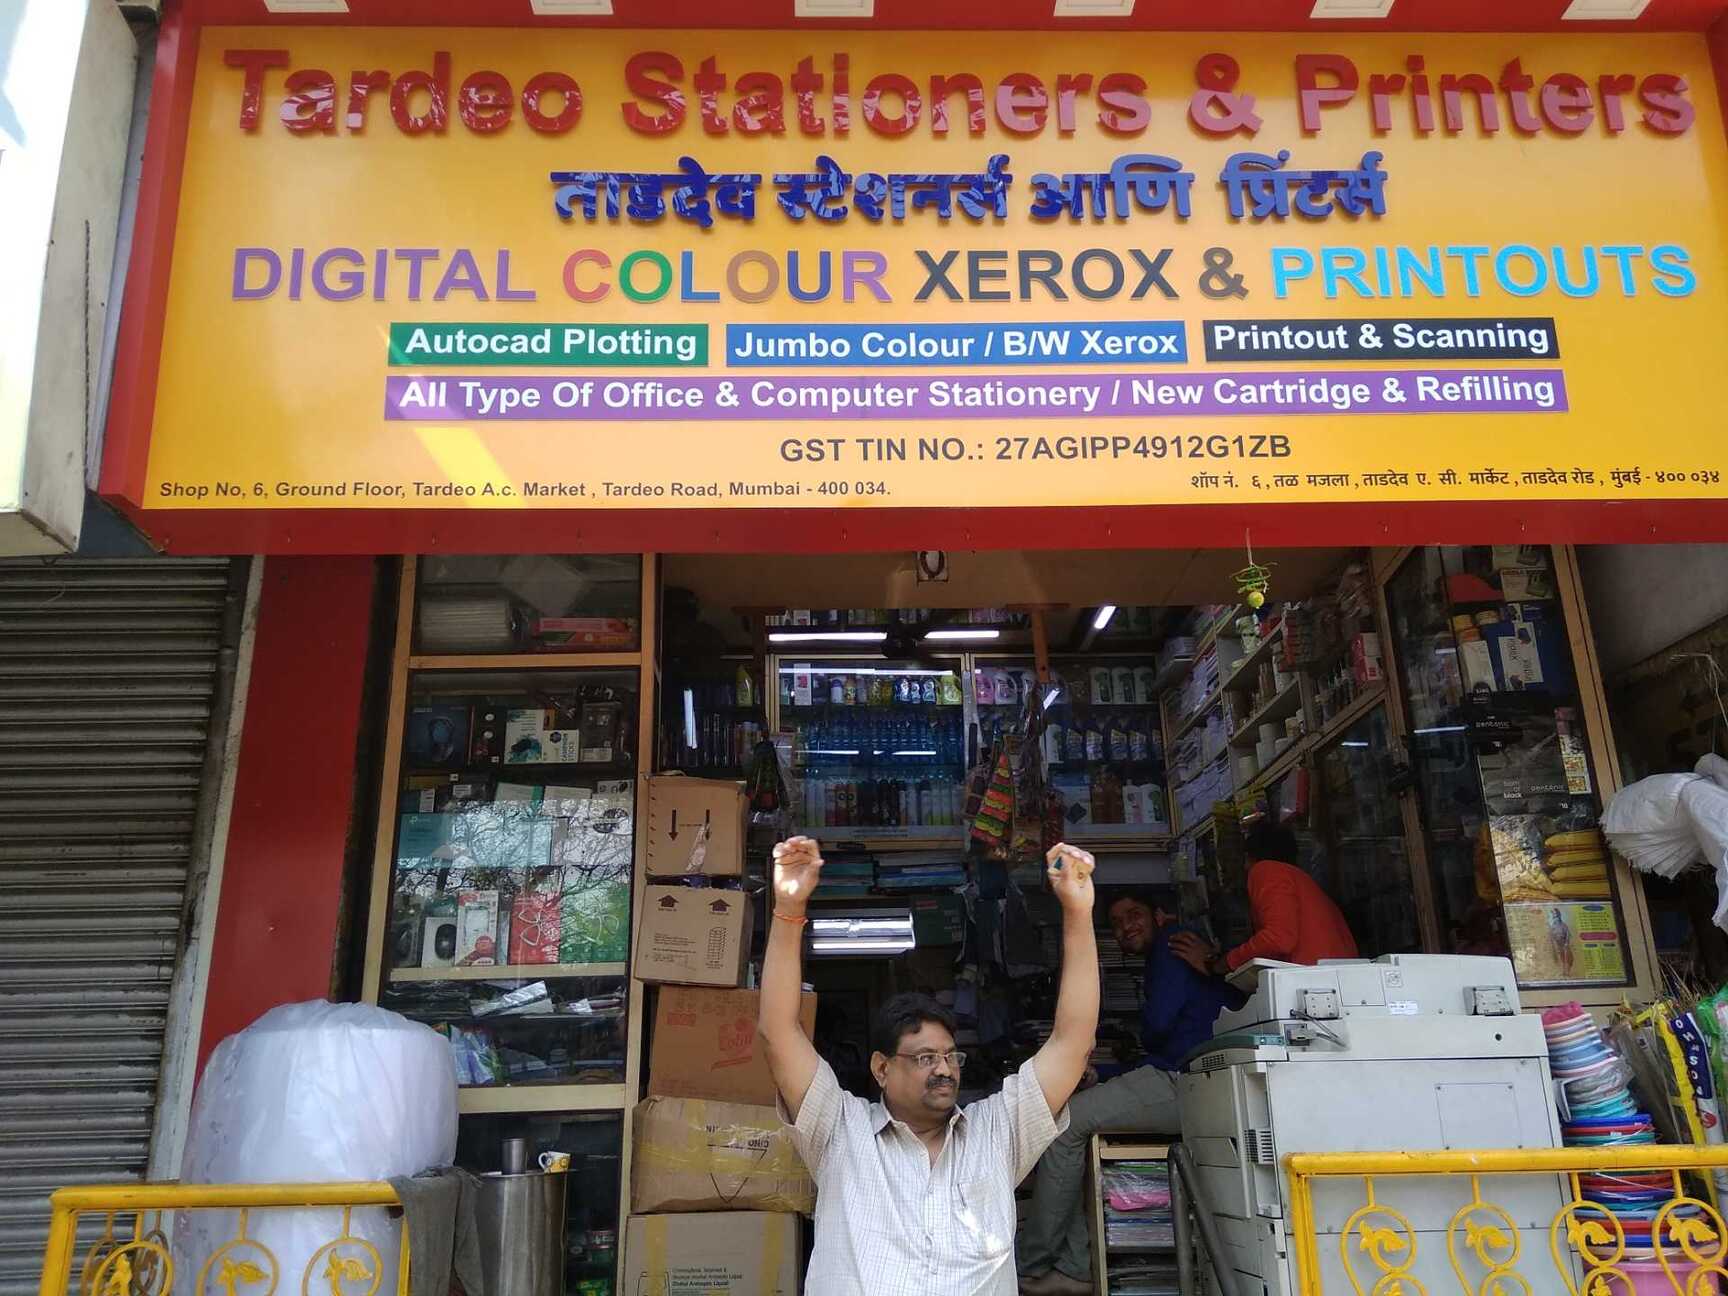 Tardeo Stationers & Printers
ताडदेव स्टेशनर्स आणि प्रिंटर्स
DIGITAL COLOUR XEROX & PRINTOUTS
Autocad Plotting
Jumbo Colour / B/W Xerox
Printout & Scanning
All Type Of Office & Computer Stationery / New Cartridge & Refilling
GST TIN NO.: 27AGIPP4912G1ZB
Shop No, 6, Ground Floor, Tardeo A.c. Market , Tardeo Road, Mumbai - 400 034.
शॉप नं. ६ , तळ मजला , ताडदेव ए. सी. मार्केट , ताडदेव रोड , मुंबई - ४०० ०३४